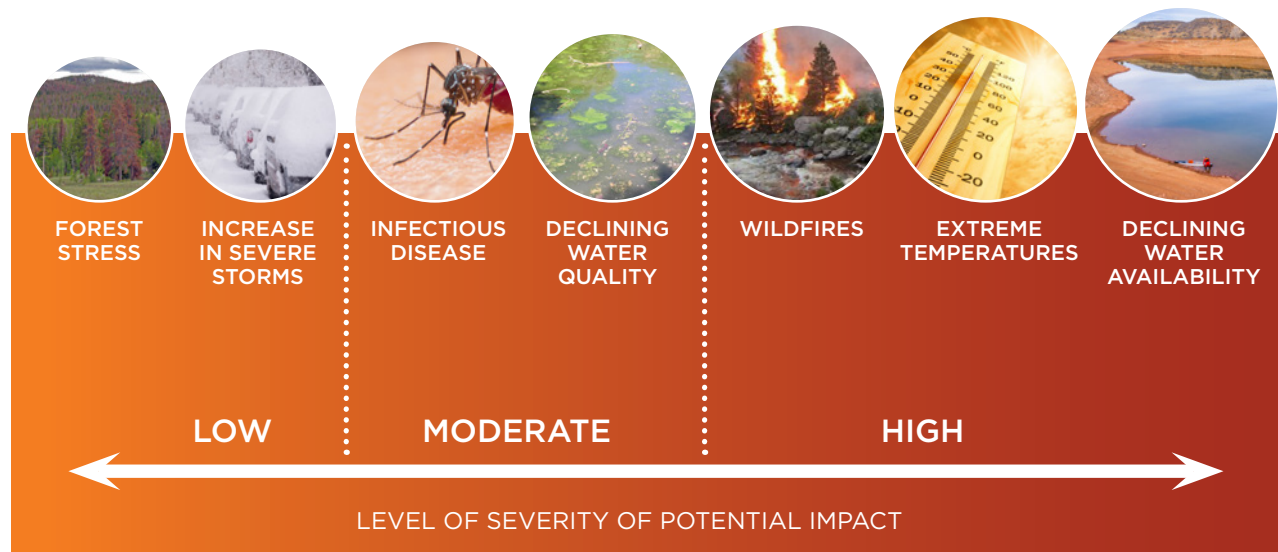 FOREST
STRESS
INCREASE
IN SEVERE
STORMS
INFECTIOUS
DISEASE
DECLINING
WATER
QUALITY
WILDFIRES
EXTREME
TEMPERATURES
DECLINING
WATER
AVAILABILITY
LOW
MODERATE
HIGH
LEVEL OF SEVERITY OF POTENTIAL IMPACT